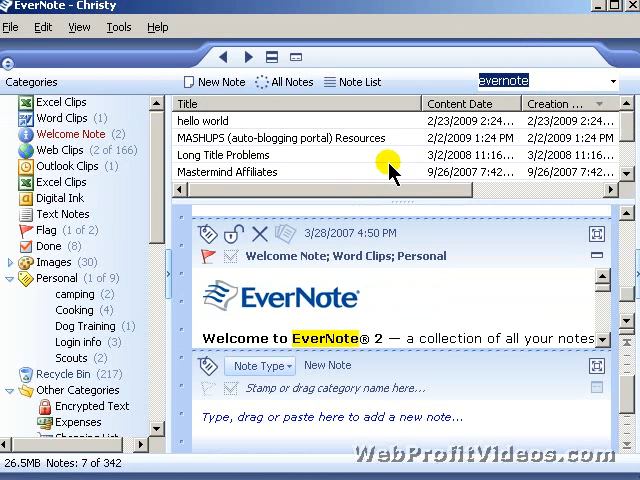 EverNote - Christy
File Edit View Tools Help
Categories New Note All Notes Note List evernote
Excel Clips
Word Clips (1)
Welcome Note (2)
Web Clips (2 of 166)
Outlook Clips (1)
Excel Clips
Digital Ink
Text Notes
Flag (1 of 2)
Done (8)
Images (30)
Personal (1 of 9)
camping (2)
Cooking (4)
Dog Training (1)
Login info (3)
Scouts (2)
Recycle Bin (217)
Other Categories
Encrypted Text
Expenses
Title Content Date Creation ...
hello world 2/23/2009 2:24... 2/23/2009 2:24...
MASHUPS (auto-blogging portal) Resources 2/2/2009 1:24 PM 2/2/2009 1:24 PM
Long Title Problems 3/2/2008 11:16... 3/2/2008 11:16...
Mastermind Affiliates 9/26/2007 7:42... 9/26/2007 7:42...
3/28/2007 4:50 PM
Welcome Note; Word Clips; Personal
EVERNOTE
Welcome to EverNote® 2 — a collection of all your notes
Note Type New Note
Stamp or drag category name here...
Type, drag or paste here to add a new note...
WebProfitVideos.com
26.5MB Notes: 7 of 342